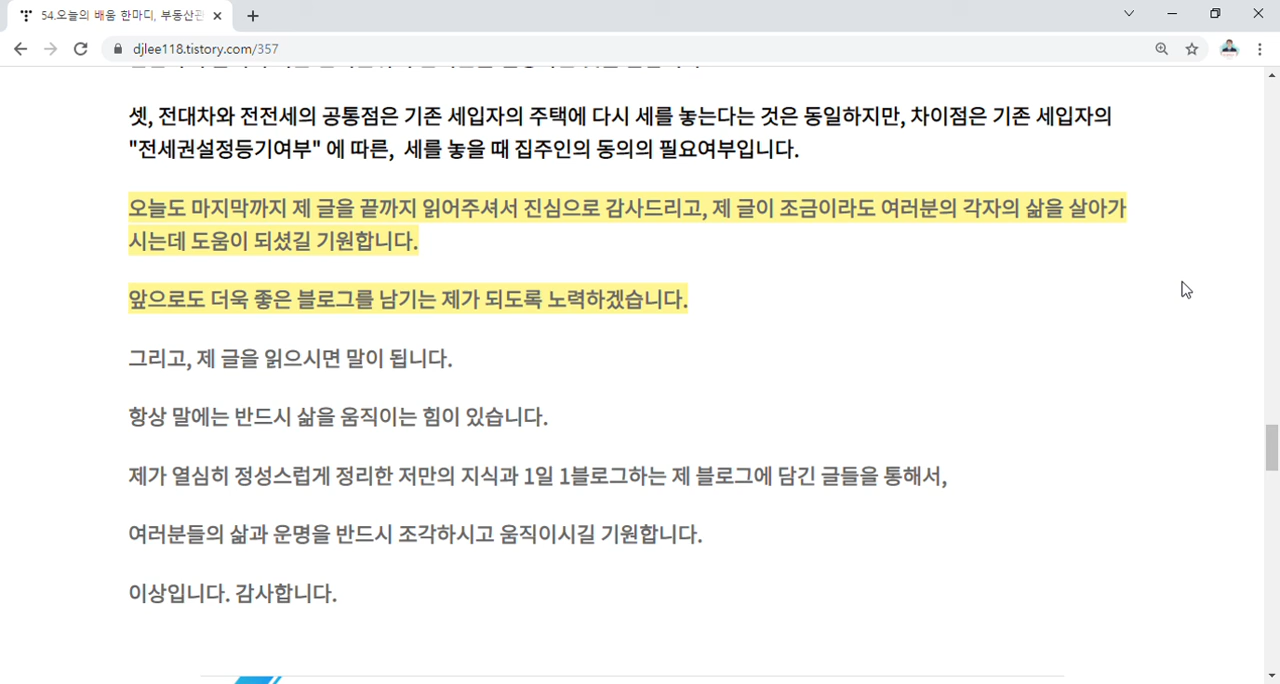 54.오늘의 배움 한마디, 부동산관
djlee118.tistory.com/357
셋, 전대차와 전전세의 공통점은 기존 세입자의 주택에 다시 세를 놓는다는 것은 동일하지만, 차이점은 기존 세입자의
"전세권설정등기여부" 에 따른, 세를 놓을 때 집주인의 동의의 필요여부입니다.
오늘도 마지막까지 제 글을 끝까지 읽어주셔서 진심으로 감사드리고, 제 글이 조금이라도 여러분의 각자의 삶을 살아가
시는데 도움이 되셨길 기원합니다.
앞으로도 더욱 좋은 블로그를 남기는 제가 되도록 노력하겠습니다.
그리고, 제 글을 읽으시면 말이 됩니다.
항상 말에는 반드시 삶을 움직이는 힘이 있습니다.
제가 열심히 정성스럽게 정리한 저만의 지식과 1일 1블로그하는 제 블로그에 담긴 글들을 통해서,
여러분들의 삶과 운명을 반드시 조각하시고 움직이시길 기원합니다.
이상입니다. 감사합니다.